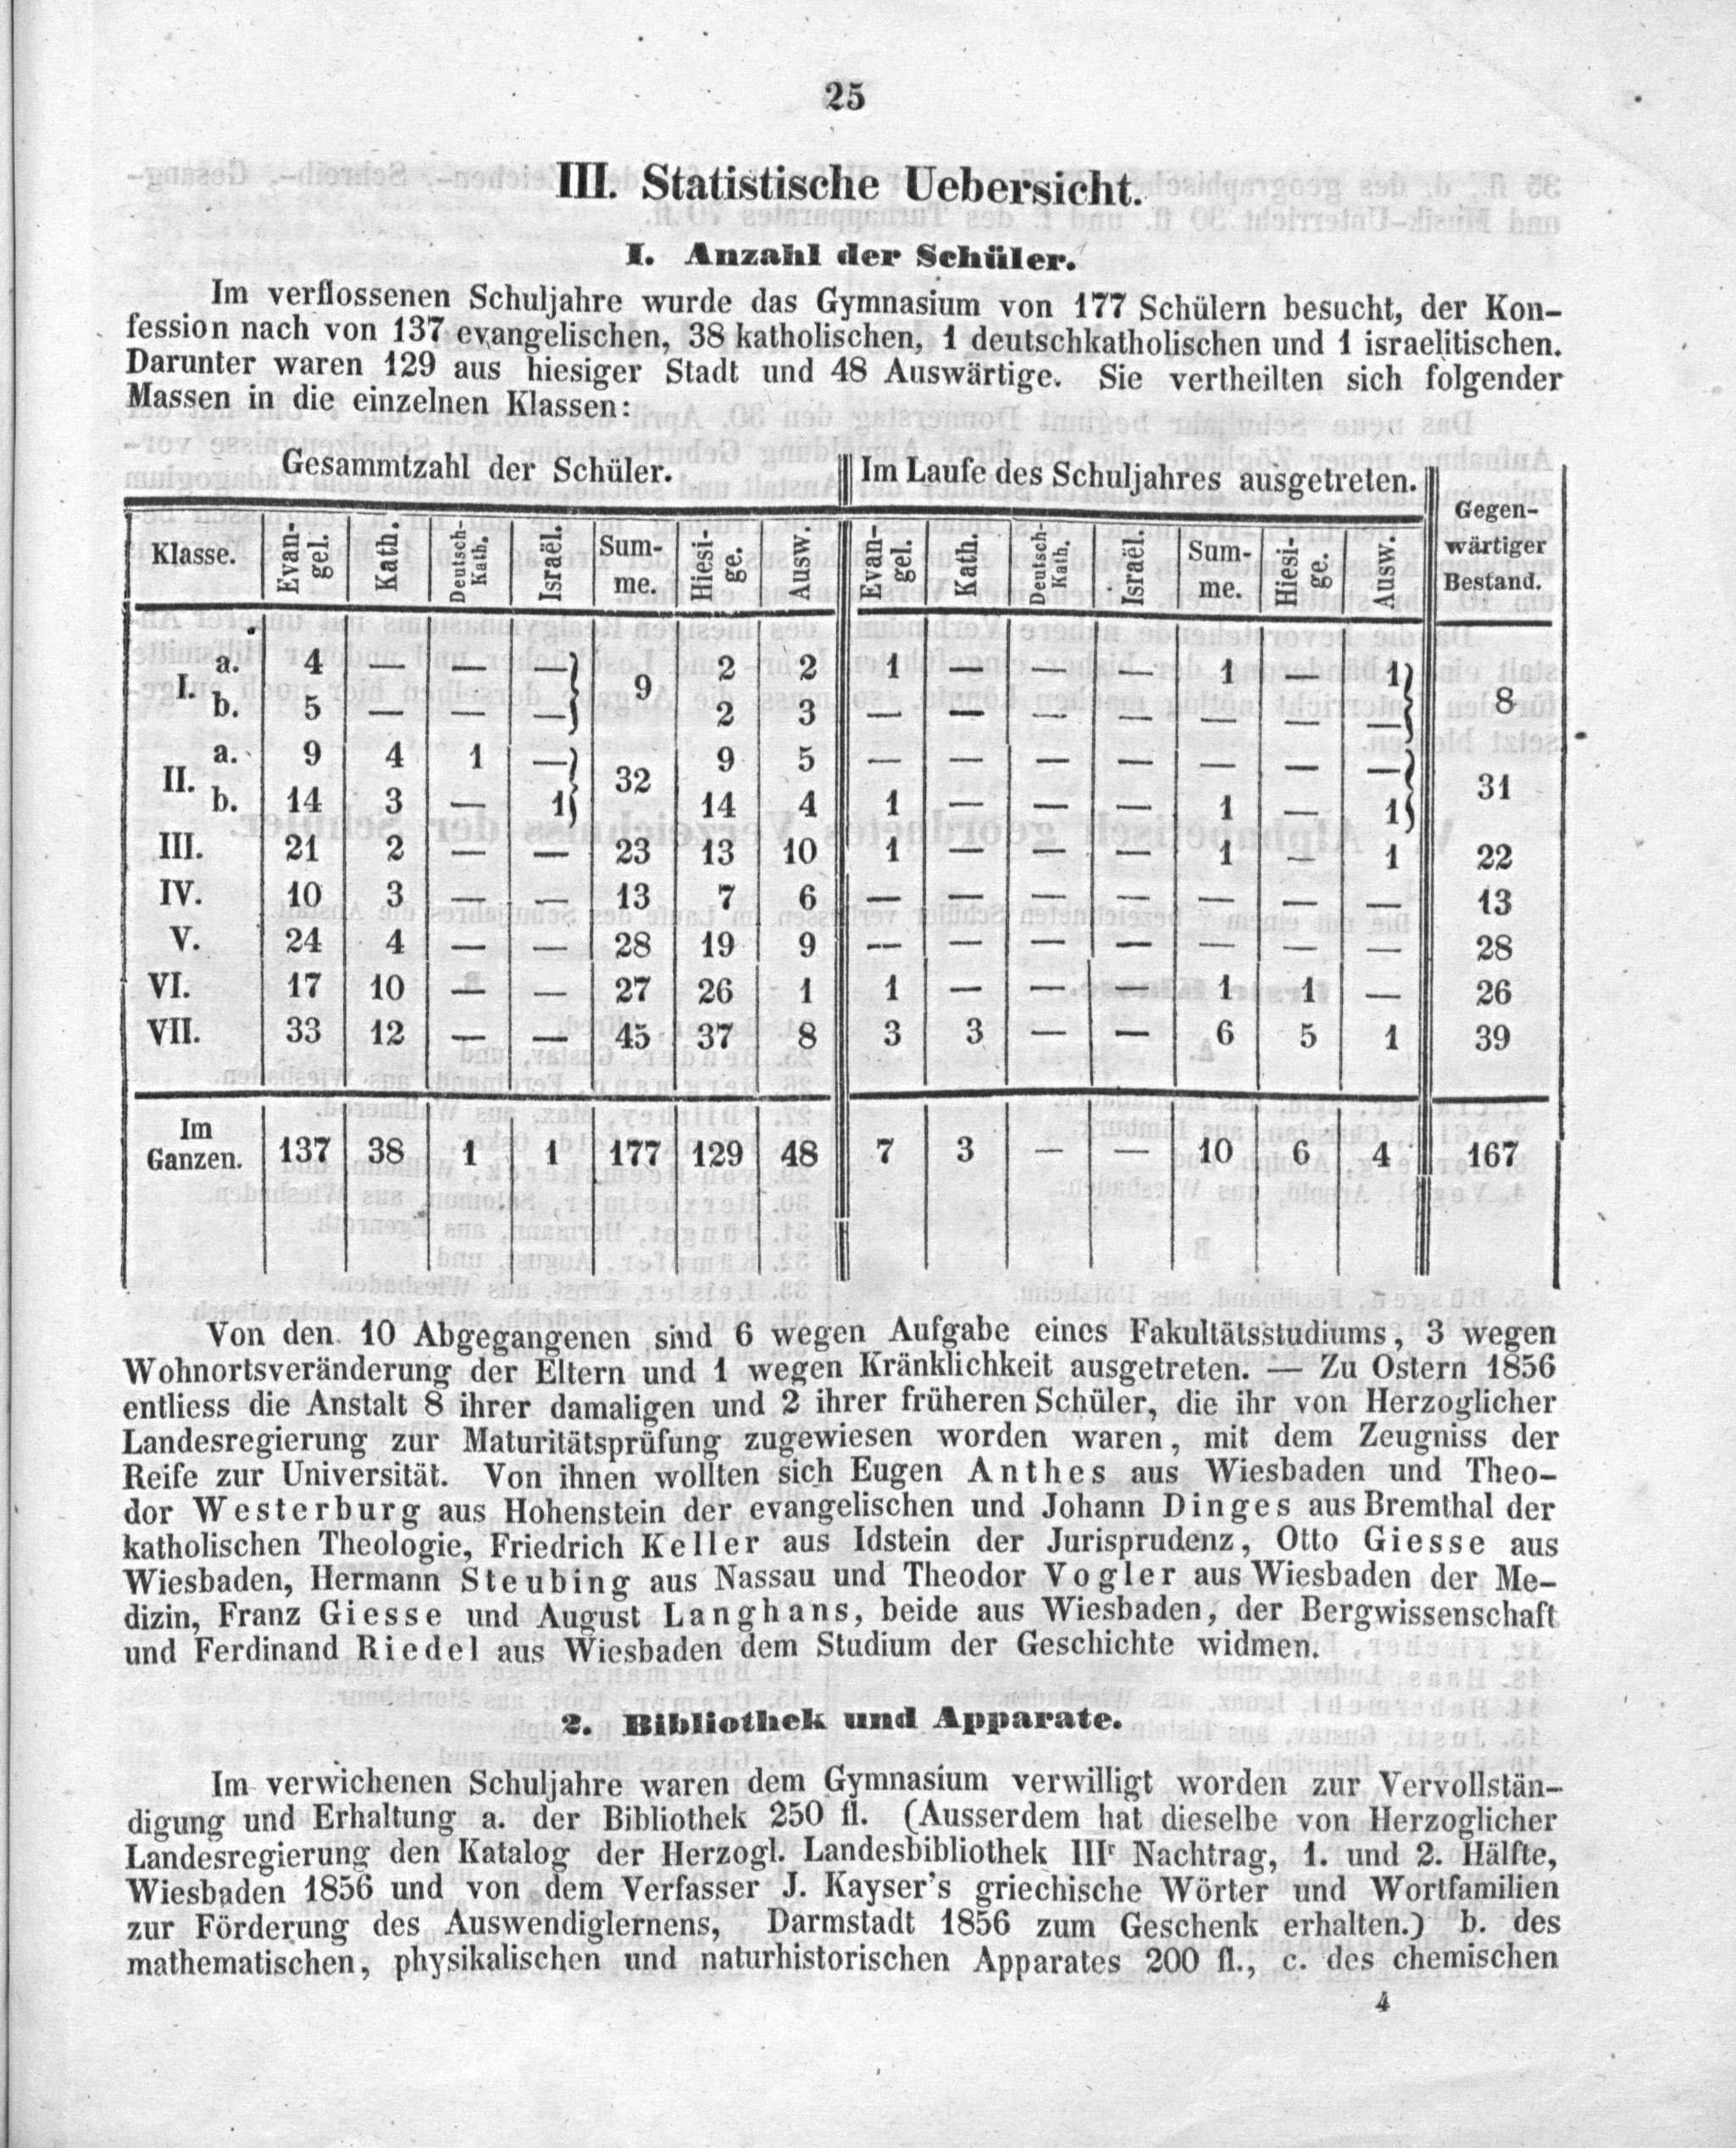 25
III. Statistische Uebersicht.
I. Anzahl der Schüler.
Im verflossenen Schuljahre wurde das Gymnasium von 177 Schülern besucht, der Kon-
fession nach von 137 evangelischen, 38 katholischen, 1 deutschkatholischen und 1 israelitischen.
Darunter waren 129 aus hiesiger Stadt und 48 Auswärtige. Sie vertheilten sich folgender
Massen in die einzelnen Klassen:
Gesammtzahl der Schüler. Im Laufe des Schuljahres ausgetreten. Gegen-wärtiger Bestand.
Klasse. Evan-gel. Kath. Deutsch-Kath. Israël. Sum-me. Hiesi-ge. Ausw. Evan-gel. Kath. Deutsch-Kath. Israël. Sum-me. Hiesi-ge. Ausw.
I. a. 4 — — — } 9 2 2 1 — — — 1 — 1 } 8
b. 5 — — — 2 3 — — — — — — —
II. a. 9 4 1 — } 32 9 5 — — — — — — — } 31
b. 14 3 — 1 14 4 1 — — — 1 — 1
III. 21 2 — — 23 13 10 1 — — — 1 — 1 22
IV. 10 3 — — 13 7 6 — — — — — — — 13
V. 24 4 — — 28 19 9 — — — — — — — 28
VI. 17 10 — — 27 26 1 1 — — — 1 1 — 26
VII. 33 12 — — 45 37 8 3 3 — — 6 5 1 39
Im Ganzen. 137 38 1 1 177 129 48 7 3 — — 10 6 4 167
Von den 10 Abgegangenen sind 6 wegen Aufgabe eines Fakultätsstudiums, 3 wegen
Wohnortsveränderung der Eltern und 1 wegen Kränklichkeit ausgetreten. — Zu Ostern 1856
entliess die Anstalt 8 ihrer damaligen und 2 ihrer früheren Schüler, die ihr von Herzoglicher
Landesregierung zur Maturitätsprüfung zugewiesen worden waren, mit dem Zeugniss der
Reife zur Universität. Von ihnen wollten sich Eugen Anthes aus Wiesbaden und Theo-
dor Westerburg aus Hohenstein der evangelischen und Johann Dinges aus Bremthal der
katholischen Theologie, Friedrich Keller aus Idstein der Jurisprudenz, Otto Giesse aus
Wiesbaden, Hermann Steubing aus Nassau und Theodor Vogler aus Wiesbaden der Me-
dizin, Franz Giesse und August Langhans, beide aus Wiesbaden, der Bergwissenschaft
und Ferdinand Riedel aus Wiesbaden dem Studium der Geschichte widmen.
2. Bibliothek und Apparate.
Im verwichenen Schuljahre waren dem Gymnasium verwilligt worden zur Vervollstän-
digung und Erhaltung a. der Bibliothek 250 fl. (Ausserdem hat dieselbe von Herzoglicher
Landesregierung den Katalog der Herzogl. Landesbibliothek IIIr Nachtrag, 1. und 2. Hälfte,
Wiesbaden 1856 und von dem Verfasser J. Kayser's griechische Wörter und Wortfamilien
zur Förderung des Auswendiglernens, Darmstadt 1856 zum Geschenk erhalten.) b. des
mathematischen, physikalischen und naturhistorischen Apparates 200 fl., c. des chemischen
4